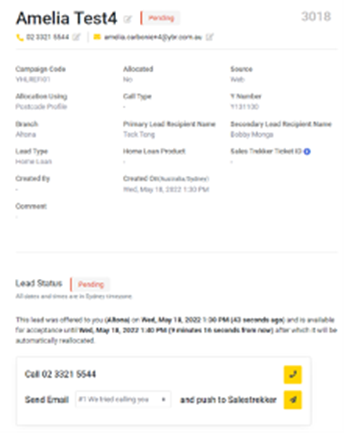 Amelia Test4 Pending 3018
02 3321 5544 amelia.carbonie+4@ybr.com.au
Campaign Code Allocated Source
YHLREFI01 No Web
Allocation Using Call Type Y Number
Postcode Profile - Y131100
Branch Primary Lead Recipient Name Secondary Lead Recipient Name
Altona Teck Tang Bobby Monga
Lead Type Home Loan Product Sales Trekker Ticket ID
Home Loan - -
Created By Created On(Australia/Sydney)
- Wed, May 18, 2022 1:30 PM
Comment
-
Lead Status Pending
All dates and times are in Sydney timezone
This lead was offered to you (Altona) on Wed, May 18, 2022 1:30 PM (43 seconds ago) and is available
for acceptance until Wed, May 18, 2022 1:40 PM (9 minutes 16 seconds from now) after which it will be
automatically reallocated.
Call 02 3321 5544
Send Email #1 We tried calling you and push to Salestrekker